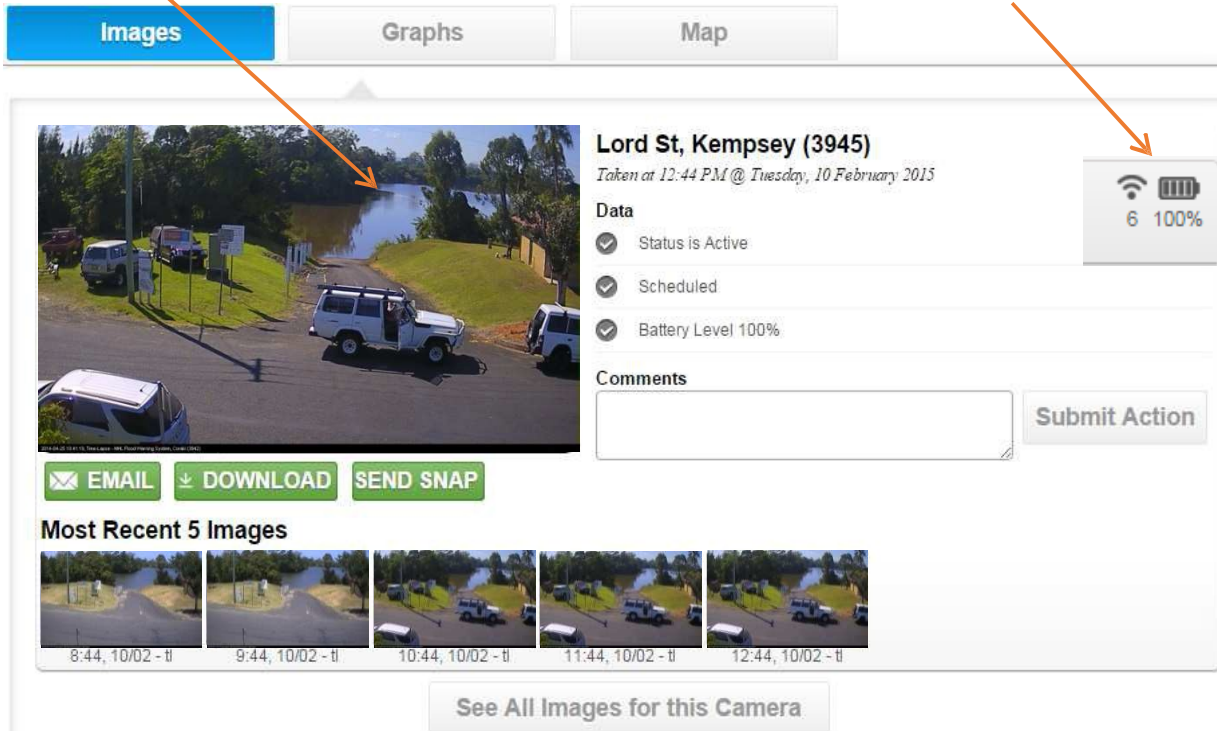 Images Graphs Map
Lord St, Kempsey (3945)
Taken at 12:44 PM @ Tuesday, 10 February 2015
6 100%
Data
Status is Active
Scheduled
Battery Level 100%
Comments
Submit Action
EMAIL DOWNLOAD SEND SNAP
Most Recent 5 Images
8:44, 10/02 - tl 9:44, 10/02 - tl 10:44, 10/02 - tl 11:44, 10/02 - tl 12:44, 10/02 - tl
See All Images for this Camera